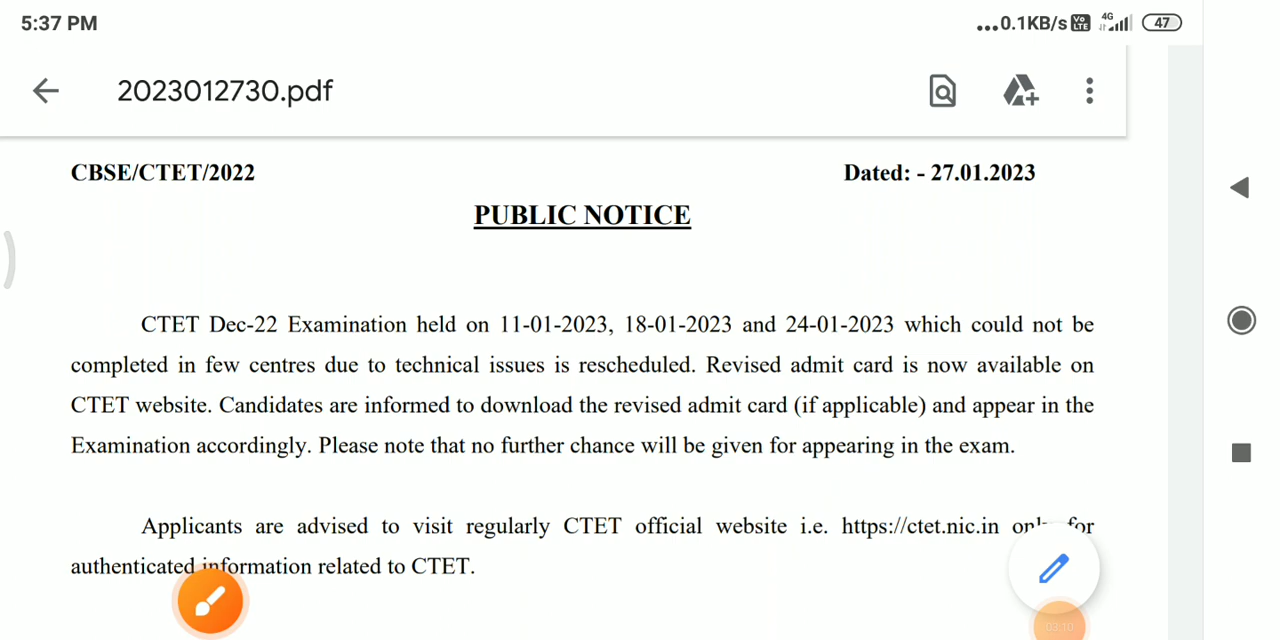 5:37 PM
...0.1KB/s Vo LTE 4G 47
2023012730.pdf
CBSE/CTET/2022 Dated: - 27.01.2023
PUBLIC NOTICE
CTET Dec-22 Examination held on 11-01-2023, 18-01-2023 and 24-01-2023 which could not be
completed in few centres due to technical issues is rescheduled. Revised admit card is now available on
CTET website. Candidates are informed to download the revised admit card (if applicable) and appear in the
Examination accordingly. Please note that no further chance will be given for appearing in the exam.
Applicants are advised to visit regularly CTET official website i.e. https://ctet.nic.in only for
authenticated information related to CTET.
03:10